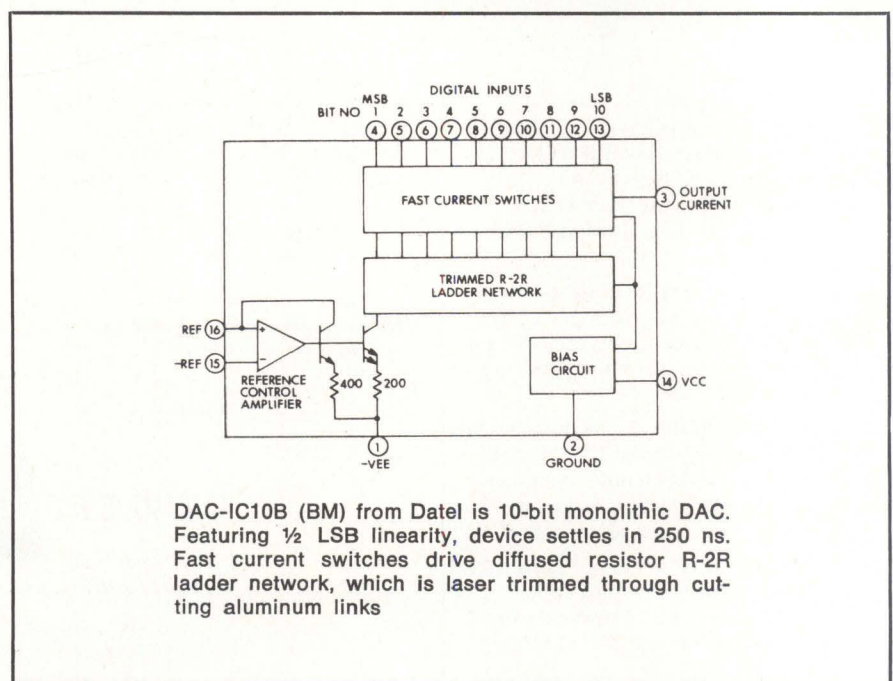 DIGITAL INPUTS
MSB LSB
BIT NO 1 2 3 4 5 6 7 8 9 10
4 5 6 7 8 9 10 11 12 13
FAST CURRENT SWITCHES
3 OUTPUT
CURRENT
TRIMMED R-2R
LADDER NETWORK
REF 16
+
-REF 15
−
REFERENCE
CONTROL
AMPLIFIER
400 200
BIAS
CIRCUIT
14 VCC
1
-VEE
2
GROUND
DAC-IC10B (BM) from Datel is 10-bit monolithic DAC.
Featuring ½ LSB linearity, device settles in 250 ns.
Fast current switches drive diffused resistor R-2R
ladder network, which is laser trimmed through cut-
ting aluminum links